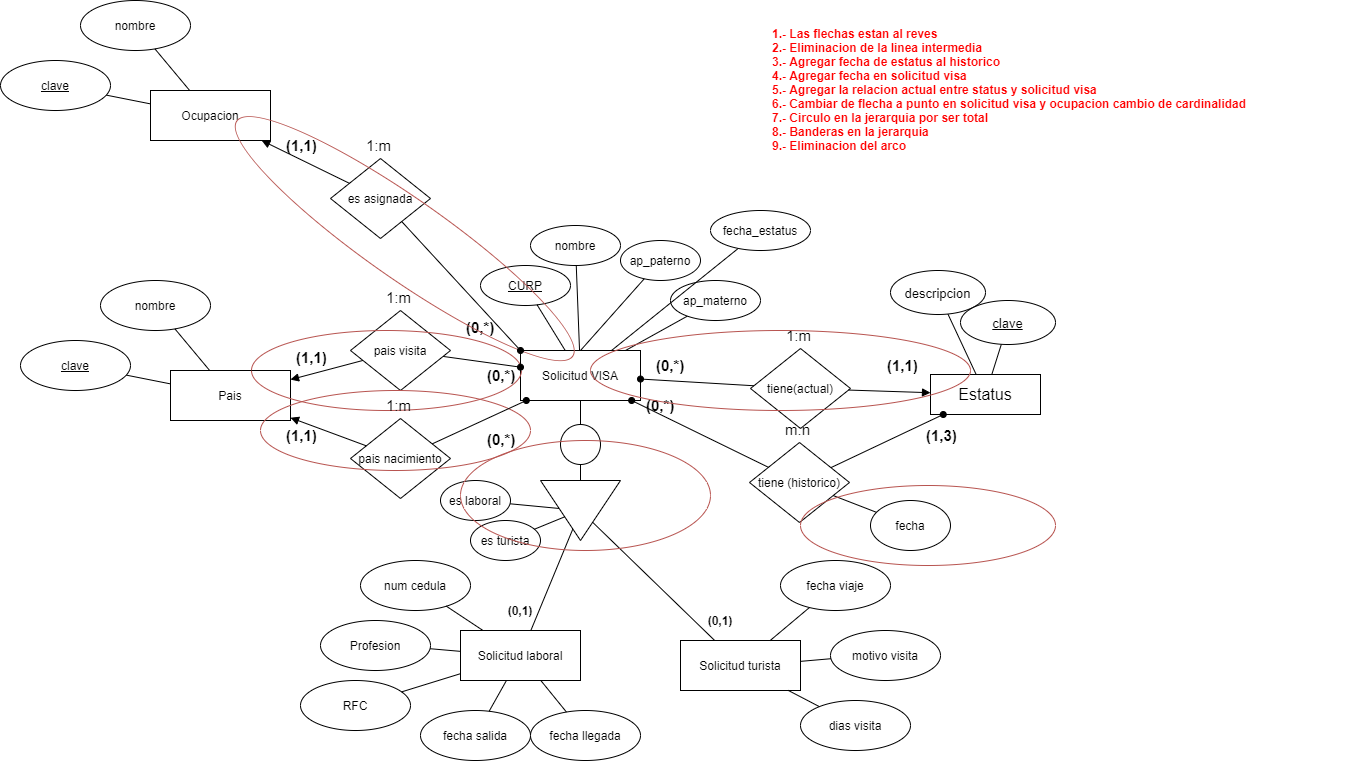 nombre
clave
Ocupacion
1.- Las flechas estan al reves
2.- Eliminacion de la linea intermedia
3.- Agregar fecha de estatus al historico
4.- Agregar fecha en solicitud visa
5.- Agregar la relacion actual entre status y solicitud visa
6.- Cambiar de flecha a punto en solicitud visa y ocupacion cambio de cardinalidad
7.- Circulo en la jerarquia por ser total
8.- Banderas en la jerarquia
9.- Eliminacion del arco
(1,1)
1:m
es asignada
(0,*)
nombre
CURP
ap_paterno
fecha_estatus
ap_materno
descripcion
clave
nombre
clave
Pais
1:m
pais visita
(1,1)
(0,*)
1:m
pais nacimiento
(1,1)
(0,*)
Solicitud VISA
(0,*)
1:m
tiene(actual)
(1,1)
Estatus
(0,*)
m:n
tiene (historico)
(1,3)
fecha
es laboral
es turista
(0,1)
(0,1)
num cedula
Profesion
RFC
Solicitud laboral
fecha salida
fecha llegada
Solicitud turista
fecha viaje
motivo visita
dias visita